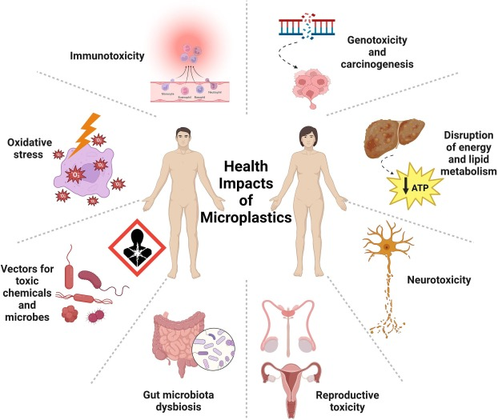 Immunotoxicity
Genotoxicity
and
carcinogenesis
Oxidative
stress
Disruption
of energy
and lipid
metabolism
ATP
Health
Impacts
of
Microplastics
Vectors for
toxic
chemicals
and
microbes
Neurotoxicity
Gut microbiota
dysbiosis
Reproductive
toxicity